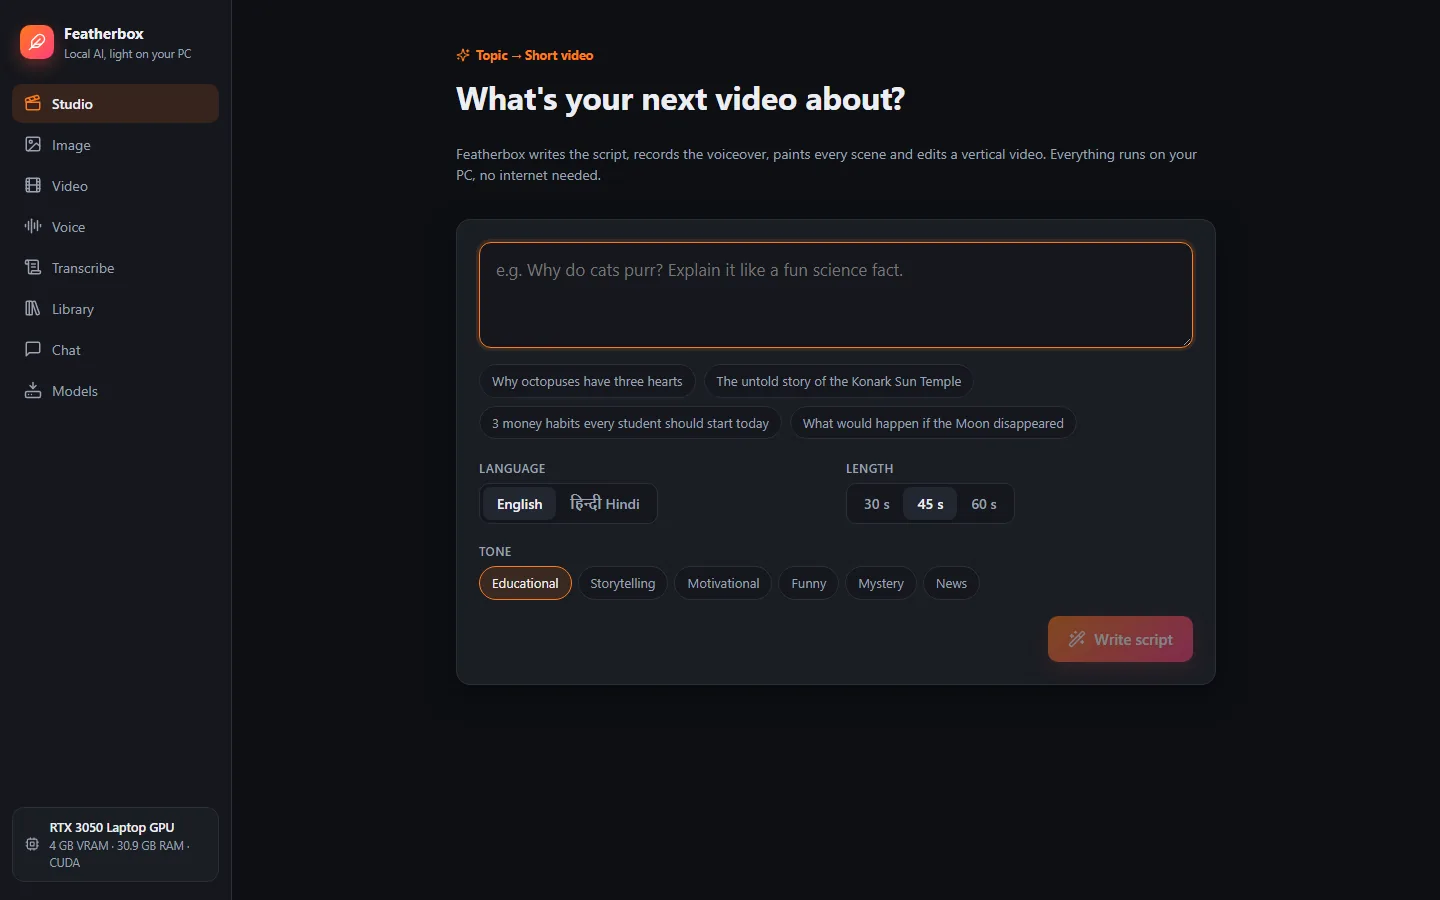 Featherbox
Local AI, light on your PC
Studio
Image
Video
Voice
Transcribe
Library
Chat
Models
RTX 3050 Laptop GPU
4 GB VRAM · 30.9 GB RAM ·
CUDA
Topic → Short video
What's your next video about?
Featherbox writes the script, records the voiceover, paints every scene and edits a vertical video. Everything runs on your
PC, no internet needed.
e.g. Why do cats purr? Explain it like a fun science fact.
Why octopuses have three hearts
The untold story of the Konark Sun Temple
3 money habits every student should start today
What would happen if the Moon disappeared
LANGUAGE
English
हिन्दी Hindi
LENGTH
30 s
45 s
60 s
TONE
Educational
Storytelling
Motivational
Funny
Mystery
News
Write script